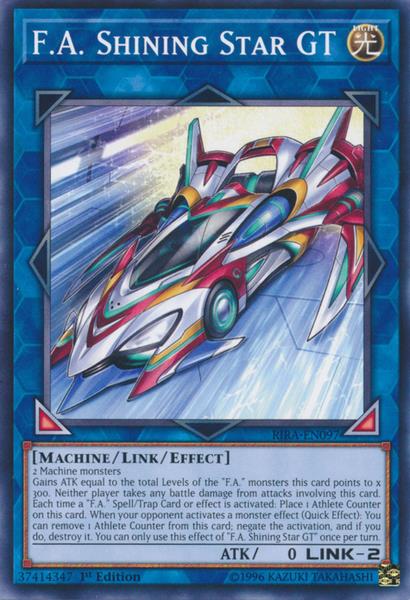 F.A. SHINING STAR GT
LIGHT
光
RIRA-EN097
[MACHINE/LINK/EFFECT]
2 Machine monsters
Gains ATK equal to the total Levels of the "F.A." monsters this card points to x
300. Neither player takes any battle damage from attacks involving this card.
Each time a "F.A." Spell/Trap Card or effect is activated: Place 1 Athlete Counter
on this card. When your opponent activates a monster effect (Quick Effect): You
can remove 1 Athlete Counter from this card; negate the activation, and if you
do, destroy it. You can only use this effect of "F.A. Shining Star GT" once per turn.
ATK/ 0 LINK-2
37414347 1st Edition ©1996 KAZUKI TAKAHASHI